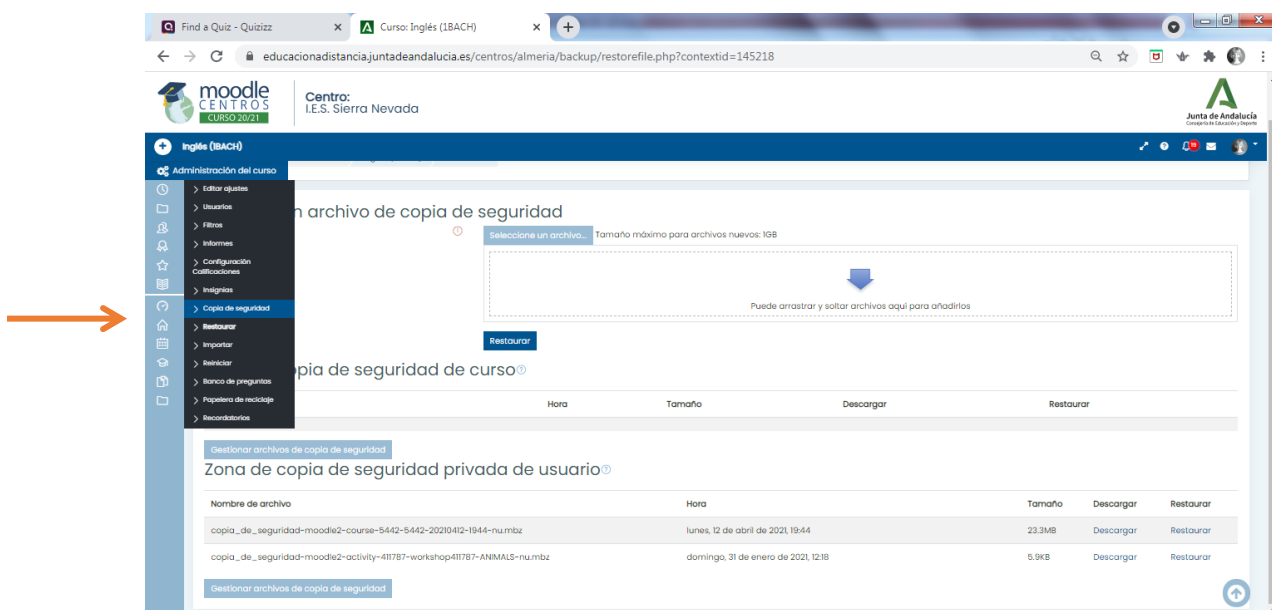 Find a Quiz - Quizizz
Curso: Inglés (1BACH)
educacionadistancia.juntadeandalucia.es/centros/almeria/backup/restorefile.php?contextid=145218
moodle
CENTROS
CURSO 20/21
Centro:
I.E.S. Sierra Nevada
Junta de Andalucía
Consejería de Educación y Deporte
Inglés (1BACH)
Administración del curso
Editar ajustes
Usuarios
Filtros
Informes
Configuración
Calificaciones
Insignias
Copia de seguridad
Restaurar
Importar
Reiniciar
Banco de preguntas
Papelera de reciclaje
Recordatorios
n archivo de copia de seguridad
Seleccione un archivo... Tamaño máximo para archivos nuevos: 1GB
Puede arrastrar y soltar archivos aquí para añadirlos
Restaurar
opia de seguridad de curso
Hora Tamaño Descargar Restaurar
Gestionar archivos de copia de seguridad
Zona de copia de seguridad privada de usuario
Nombre de archivo Hora Tamaño Descargar Restaurar
copia_de_seguridad-moodle2-course-5442-5442-20210412-1944-nu.mbz lunes, 12 de abril de 2021, 19:44 23.3MB Descargar Restaurar
copia_de_seguridad-moodle2-activity-411787-workshop411787-ANIMALS-nu.mbz domingo, 31 de enero de 2021, 12:18 5.9KB Descargar Restaurar
Gestionar archivos de copia de seguridad